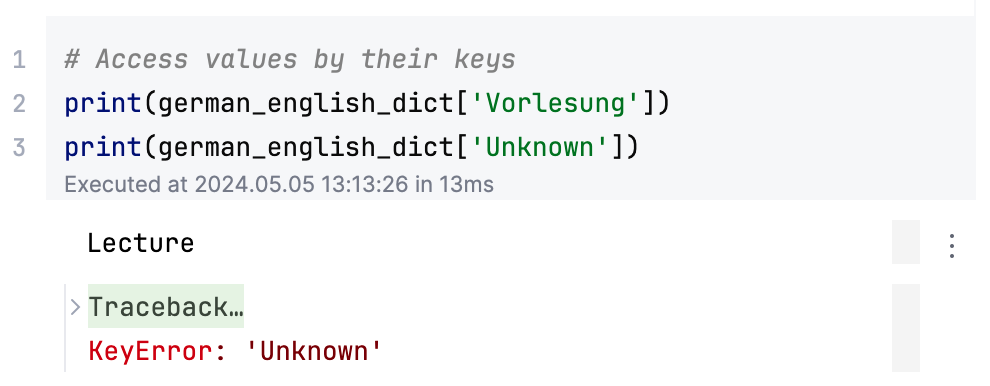 1 # Access values by their keys
2 print(german_english_dict['Vorlesung'])
3 print(german_english_dict['Unknown'])
Executed at 2024.05.05 13:13:26 in 13ms
Lecture
Traceback…
KeyError: 'Unknown'